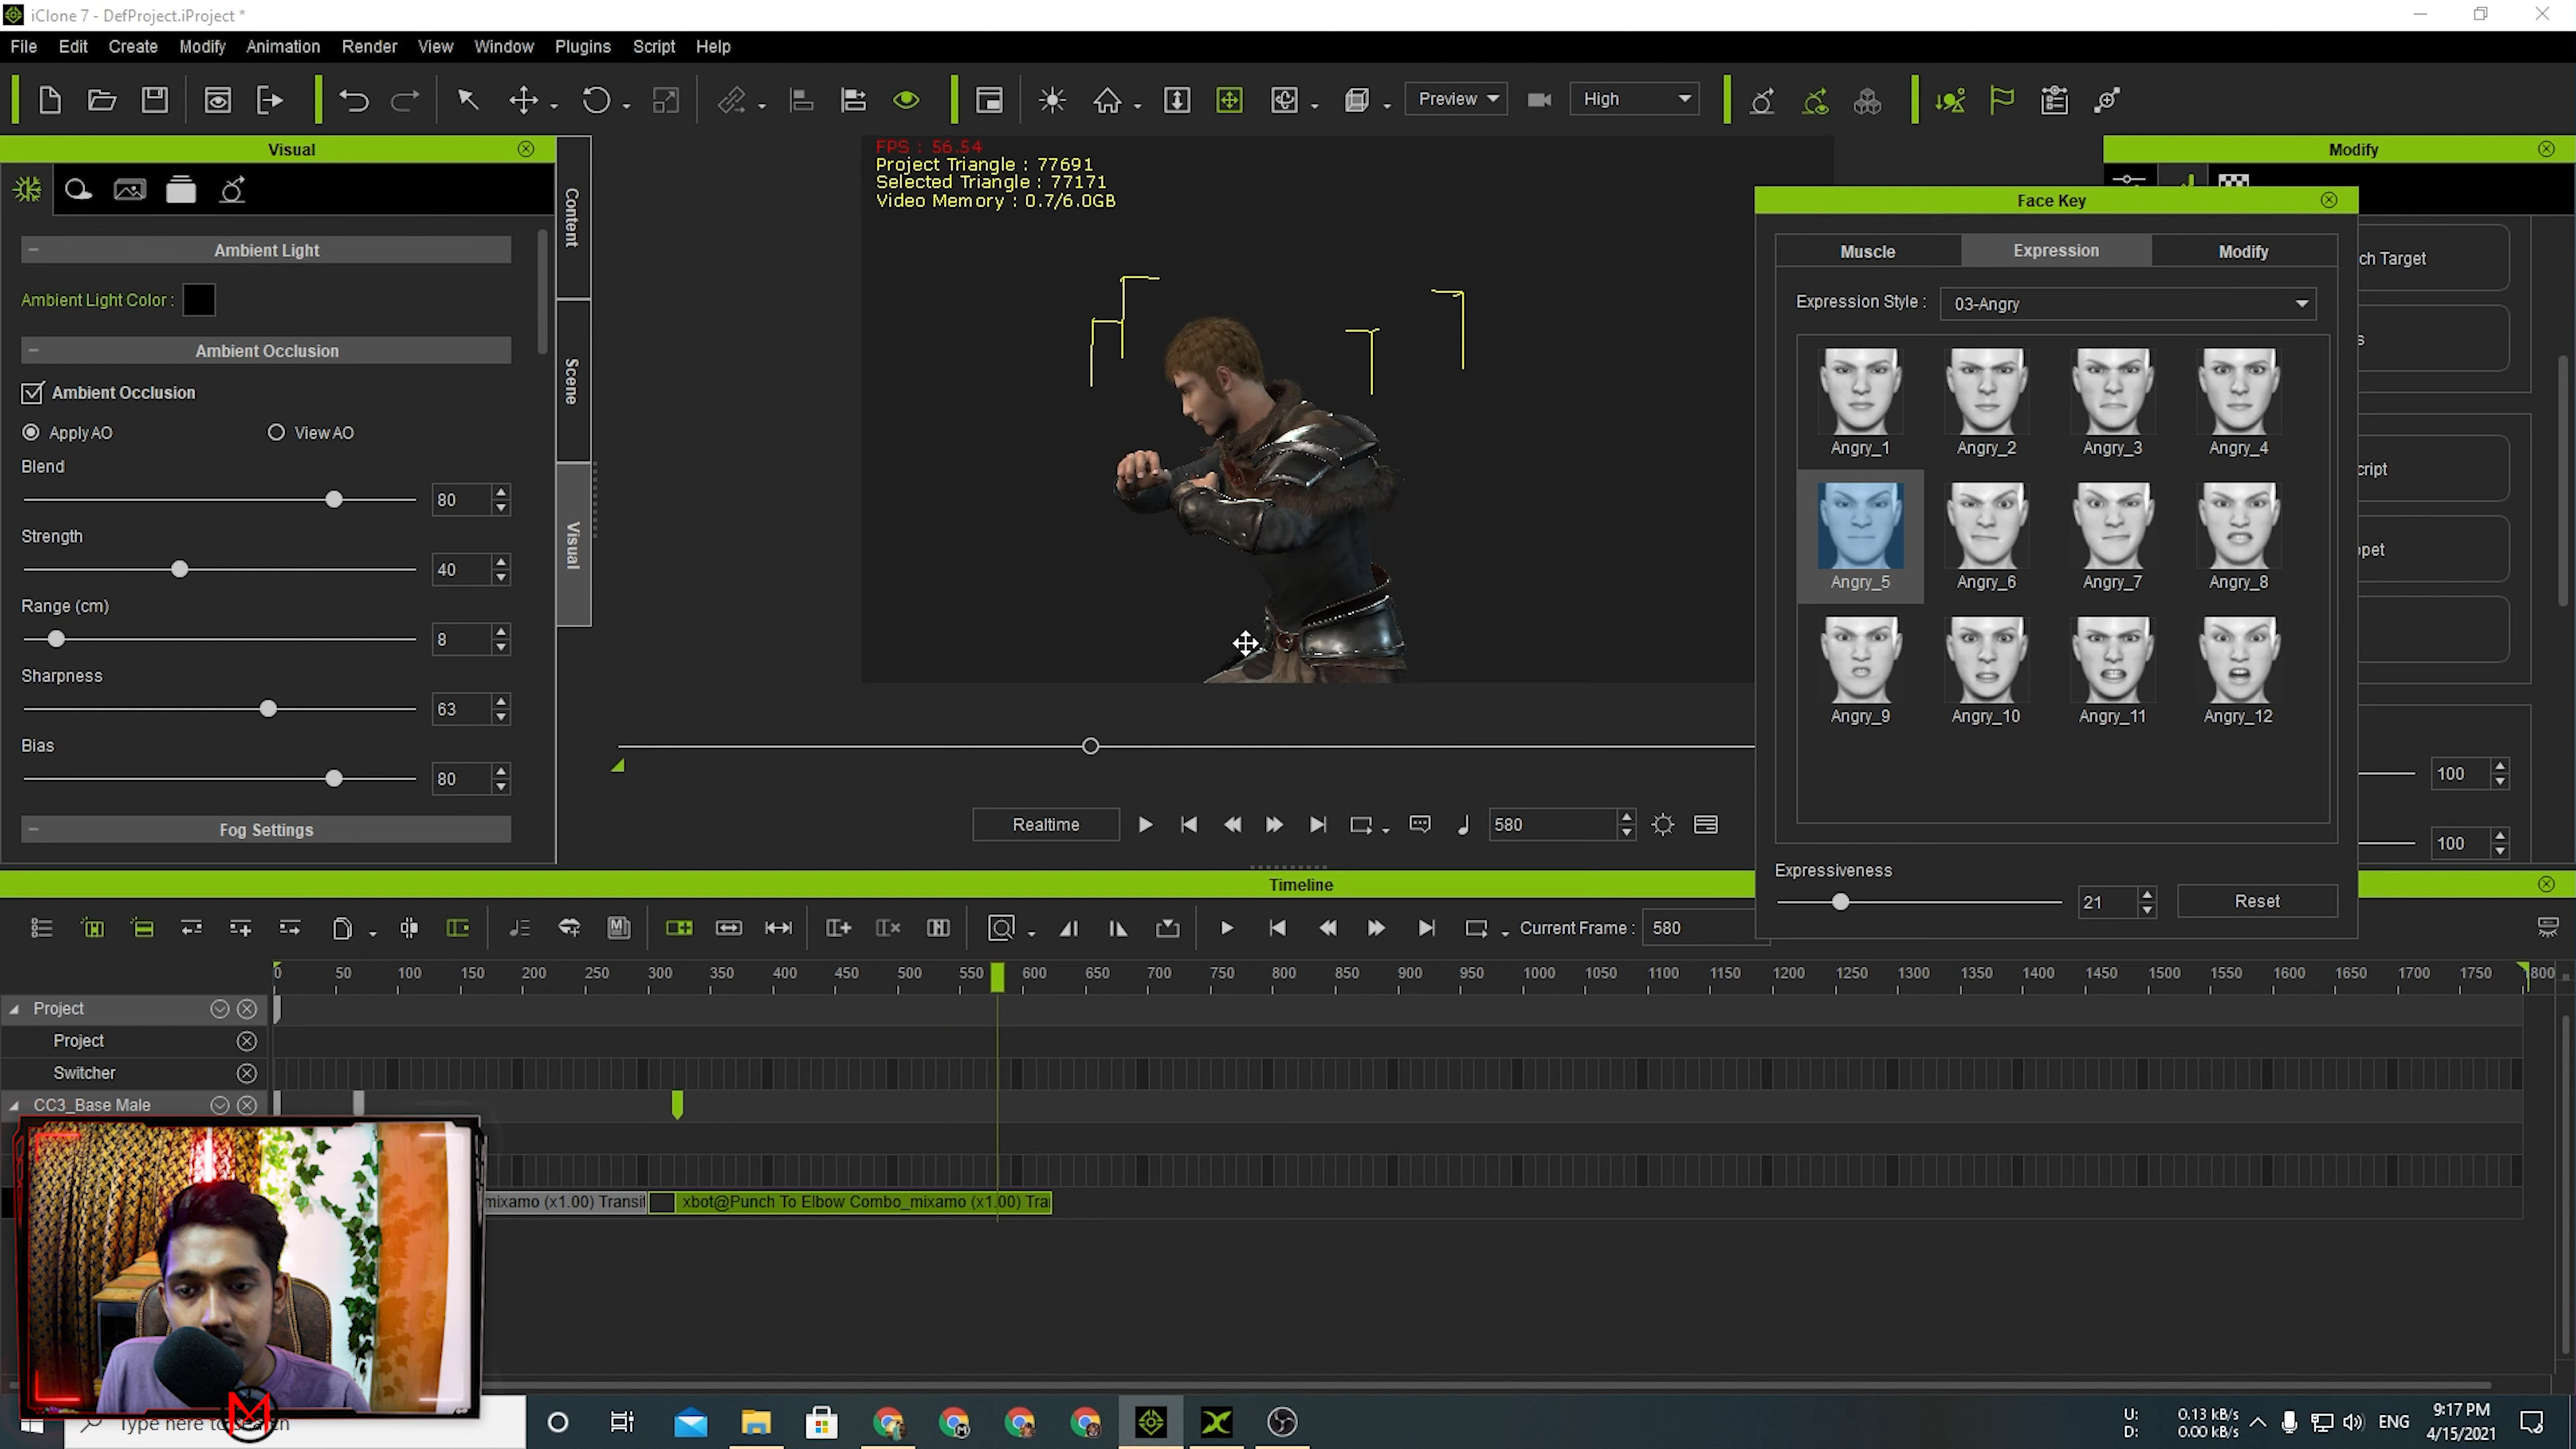 iClone 7 - DefProject.iProject *
File Edit Create Modify Animation Render View Window Plugins Script Help
Preview High
Visual
Ambient Light
Ambient Light Color :
Ambient Occlusion
Ambient Occlusion
Apply AO View AO
Blend
80
Strength
40
Range (cm)
8
Sharpness
63
Bias
80
Fog Settings
Content
Scene
Visual
FPS : 56.54
Project Triangle : 77691
Selected Triangle : 77171
Video Memory : 0.7/6.0GB
Modify
Face Key
Muscle Expression Modify
Expression Style : 03-Angry
Angry_1 Angry_2 Angry_3 Angry_4
Angry_5 Angry_6 Angry_7 Angry_8
Angry_9 Angry_10 Angry_11 Angry_12
Expressiveness
21 Reset
ch Target
s
cript
pet
100
100
Realtime 580
Timeline
Current Frame : 580
0 50 100 150 200 250 300 350 400 450 500 550 600 650 700 750 800 850 900 950 1000 1050 1100 1150 1200 1250 1300 1350 1400 1450 1500 1550 1600 1650 1700 1750 1800
Project
Project
Switcher
CC3_Base Male
mixamo (x1.00) Transit xbot@Punch To Elbow Combo_mixamo (x1.00) Tra
Type here to search
U: 0.13 kB/s
D: 0.00 kB/s
ENG
9:17 PM
4/15/2021